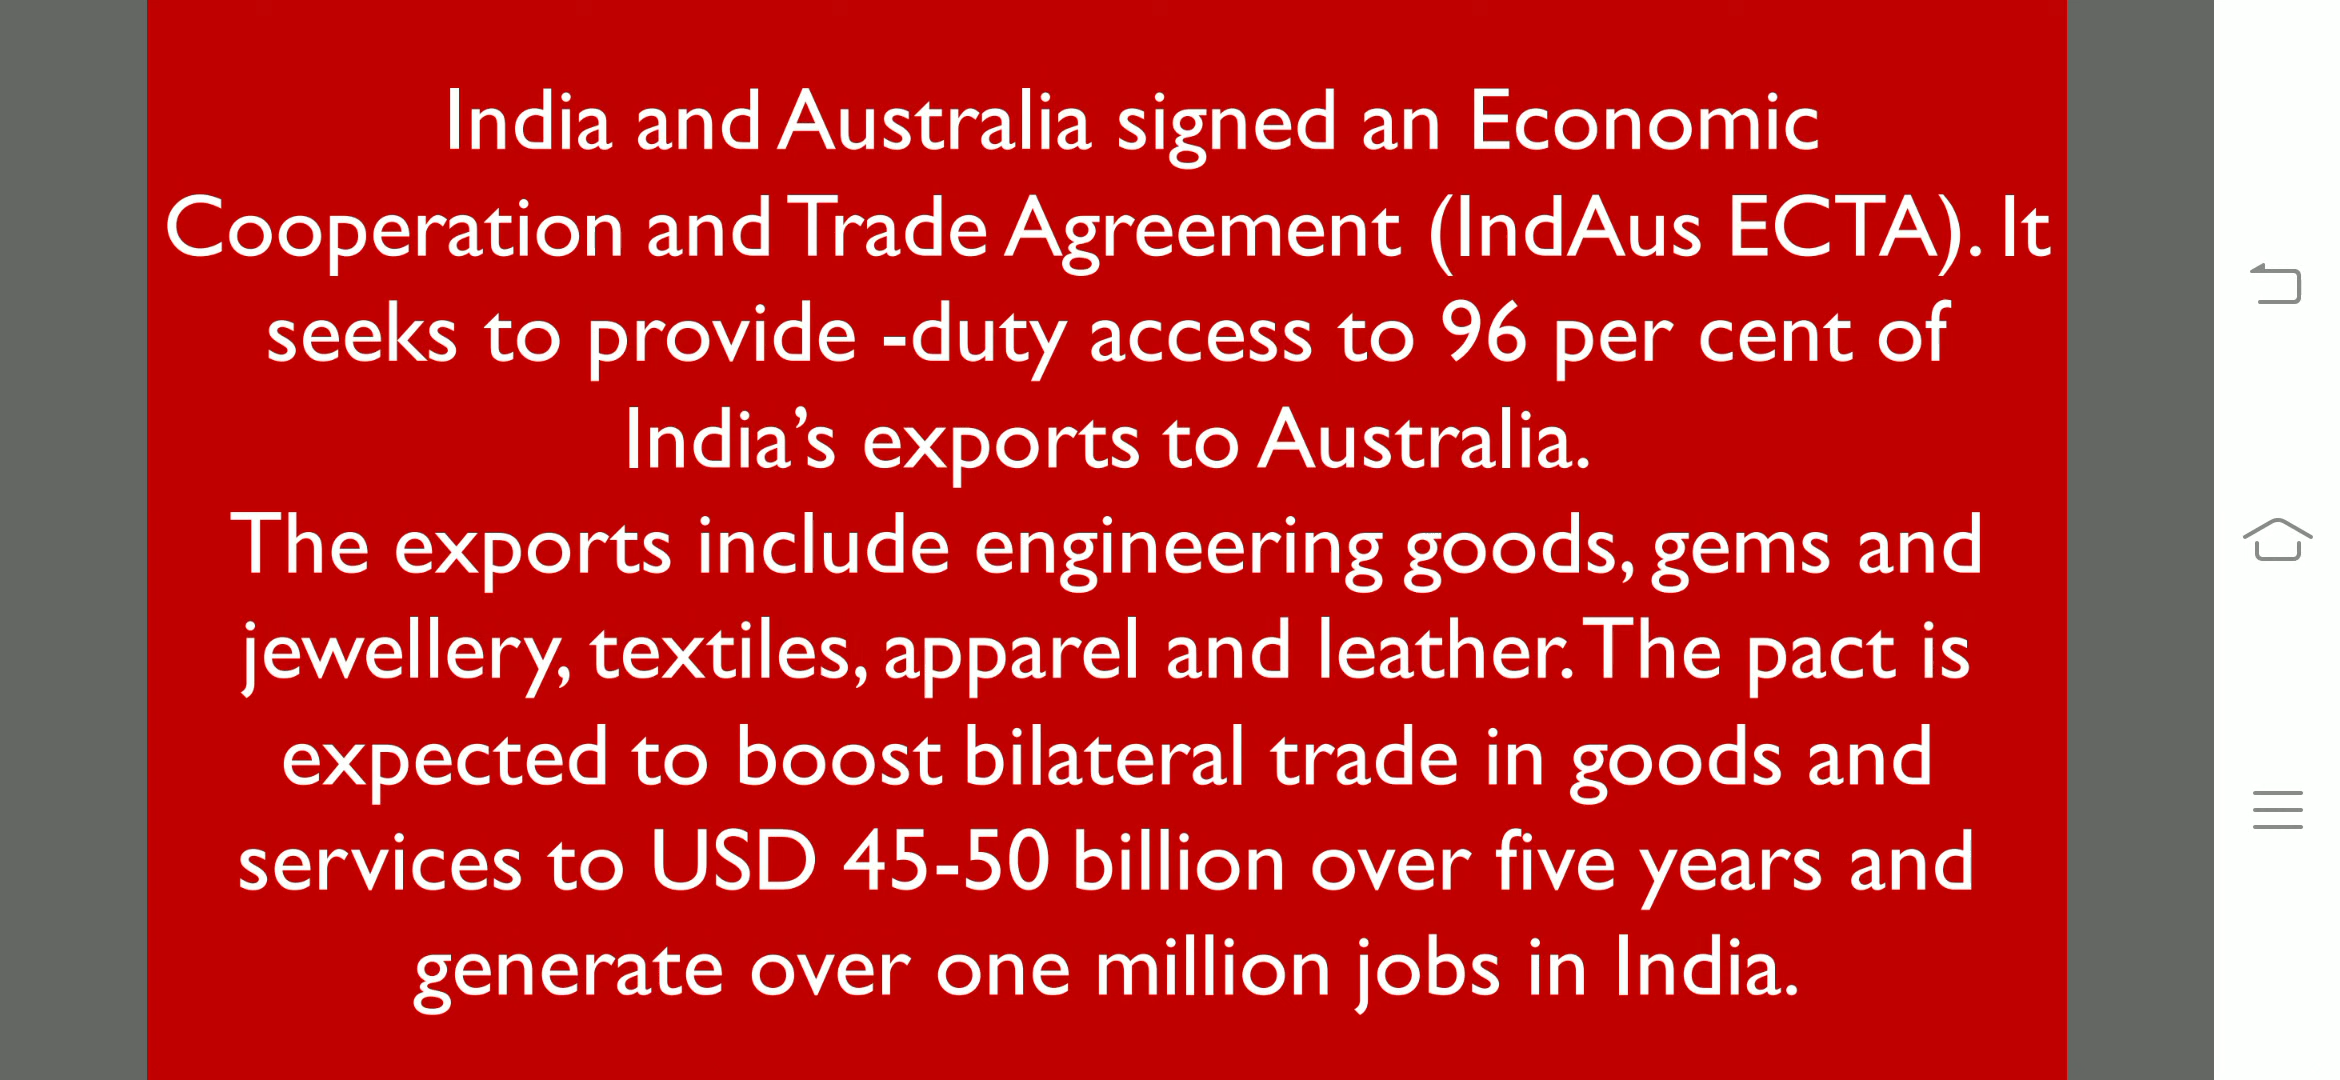 India and Australia signed an Economic
Cooperation and Trade Agreement (IndAus ECTA). It
seeks to provide -duty access to 96 per cent of
India’s exports to Australia.
The exports include engineering goods, gems and
jewellery, textiles, apparel and leather. The pact is
expected to boost bilateral trade in goods and
services to USD 45-50 billion over five years and
generate over one million jobs in India.